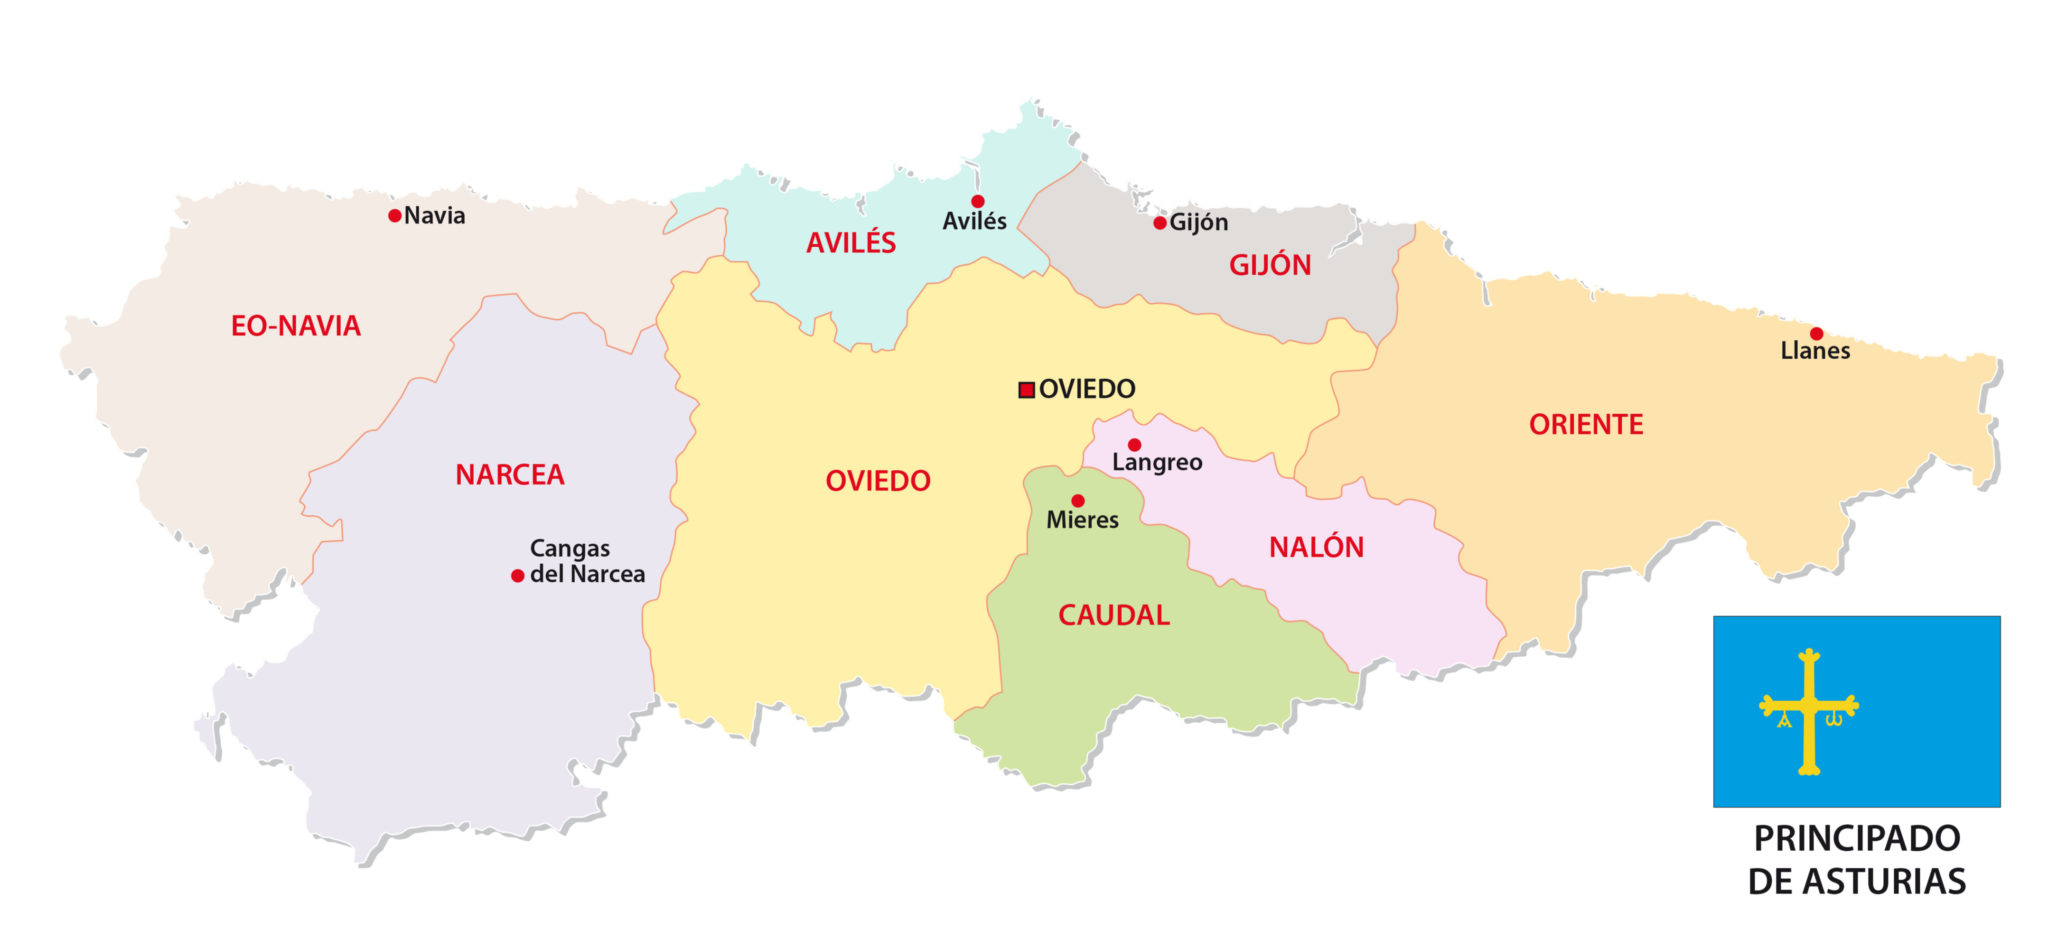 Navia
Avilés
AVILÉS
Gijón
GIJÓN
EO-NAVIA
Llanes
OVIEDO
ORIENTE
NARCEA
OVIEDO
Langreo
Mieres
NALÓN
Cangas
del Narcea
CAUDAL
Α ω
PRINCIPADO
DE ASTURIAS